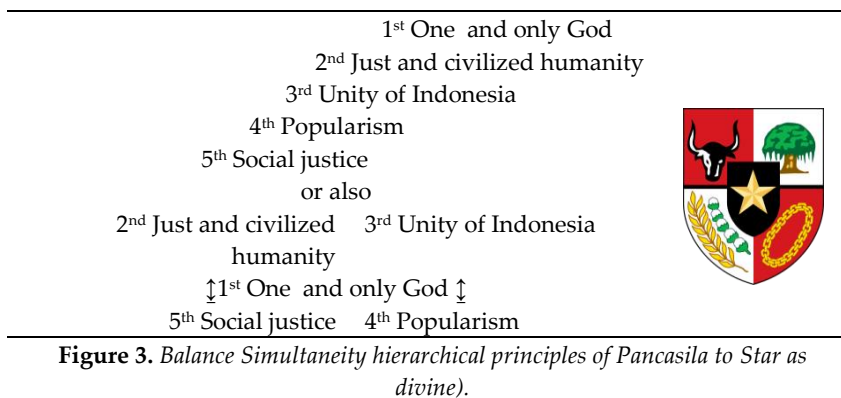 1st One and only God
2nd Just and civilized humanity
3rd Unity of Indonesia
4th Popularism
5th Social justice
or also
2nd Just and civilized humanity
3rd Unity of Indonesia
↨1st One and only God ↨
5th Social justice 4th Popularism
Figure 3. Balance Simultaneity hierarchical principles of Pancasila to Star as
divine).